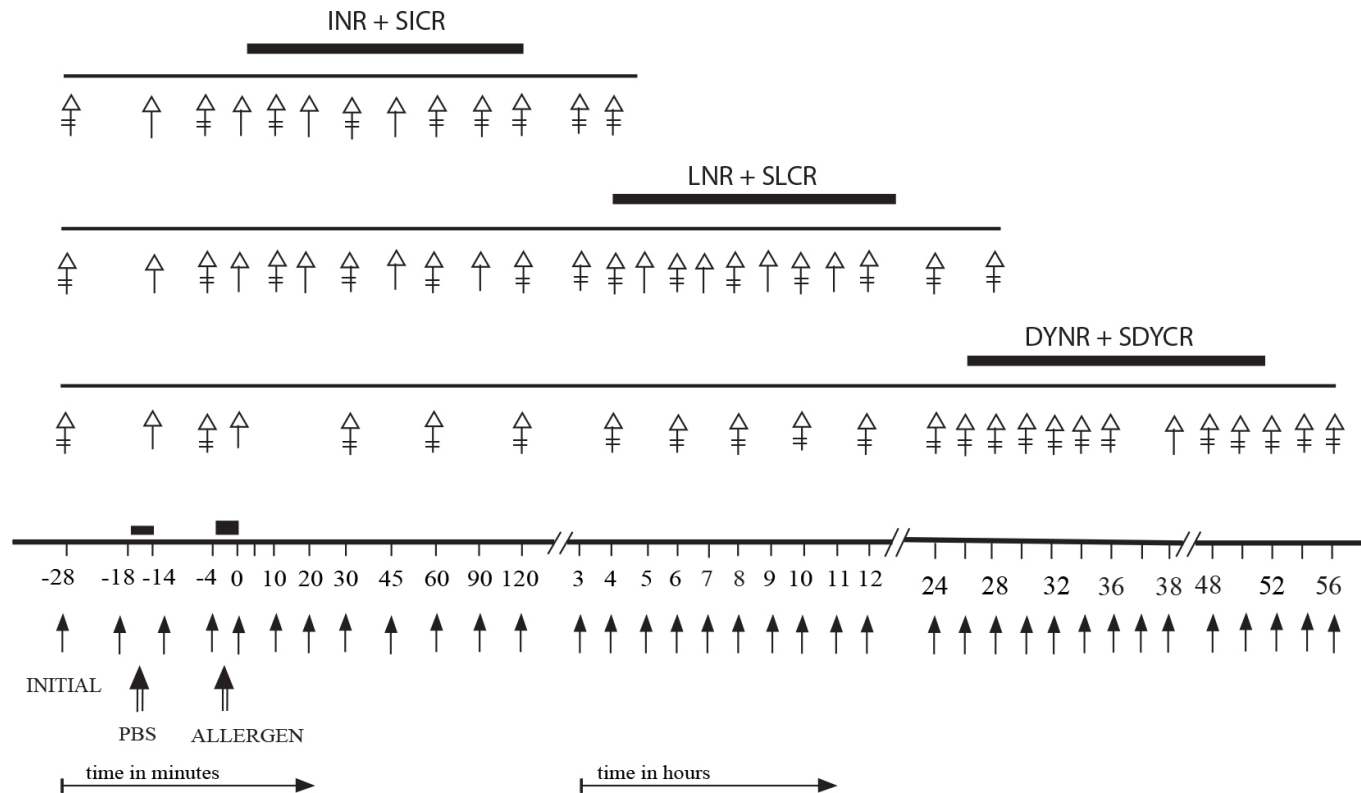 INR + SICR
LNR + SLCR
DYNR + SDYCR
-28 -18 -14 -4 0 10 20 30 45 60 90 120 3 4 5 6 7 8 9 10 11 12 24 28 32 36 38 48 52 56
INITIAL
PBS ALLERGEN
time in minutes time in hours